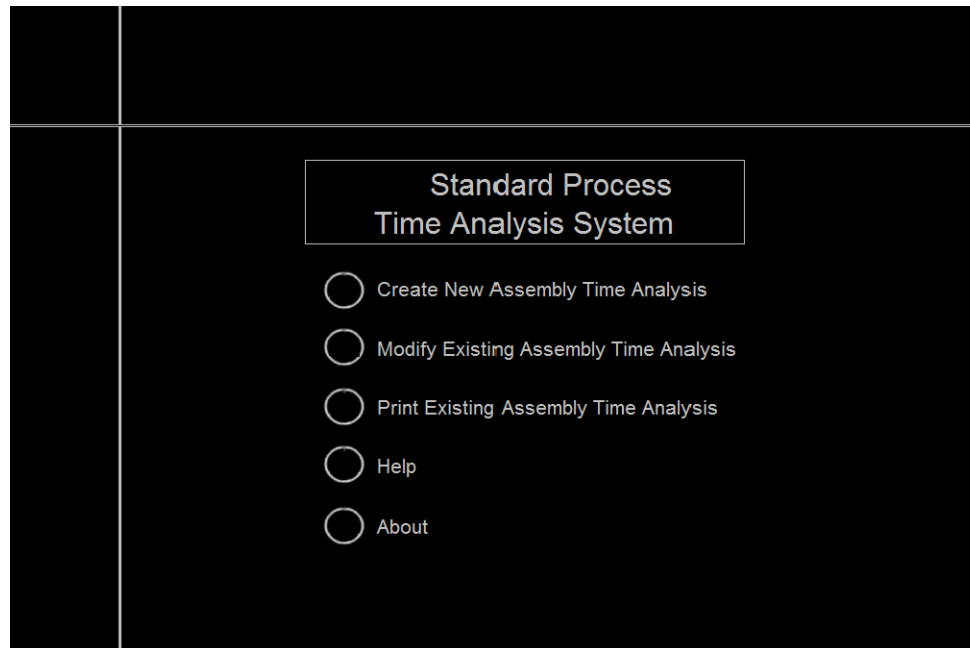 Standard Process
Time Analysis System
Create New Assembly Time Analysis
Modify Existing Assembly Time Analysis
Print Existing Assembly Time Analysis
Help
About